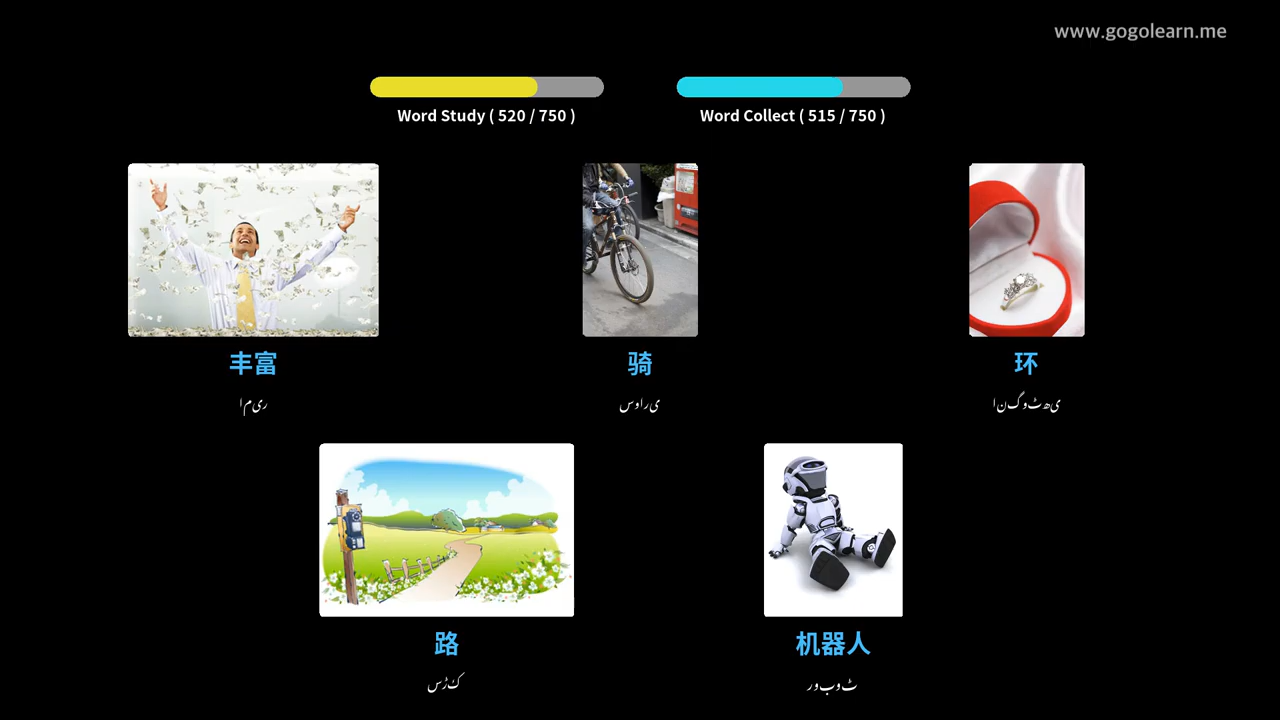 www.gogolearn.me
Word Study ( 520 / 750 )
Word Collect ( 515 / 750 )
丰富
امیر
骑
سواری
环
انگوٹھی
路
سڑک
机器人
روبوٹ